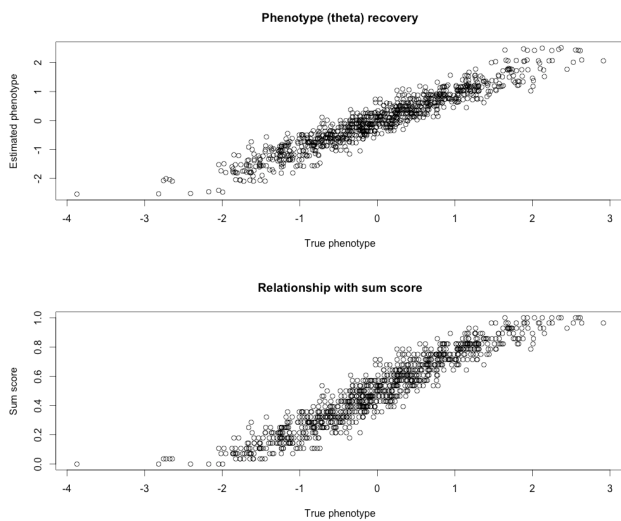 Phenotype (theta) recovery
Estimated phenotype
2
1
0
-1
-2
-4 -3 -2 -1 0 1 2 3
True phenotype
Relationship with sum score
Sum score
1.0
0.8
0.6
0.4
0.2
0.0
-4 -3 -2 -1 0 1 2 3
True phenotype